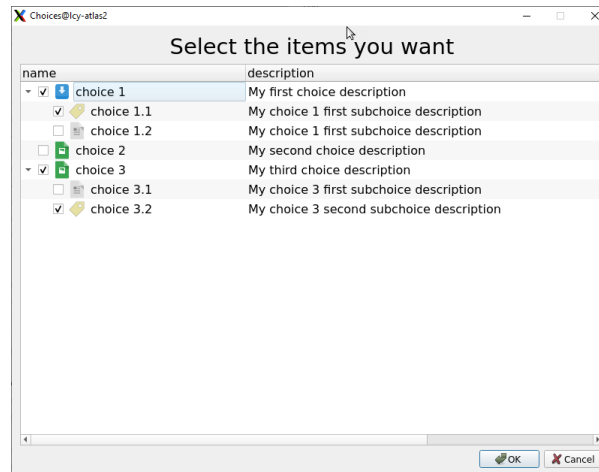 Choices@lcy-atlas2
Select the items you want
name description
choice 1 My first choice description
choice 1.1 My choice 1 first subchoice description
choice 1.2 My choice 1 first subchoice description
choice 2 My second choice description
choice 3 My third choice description
choice 3.1 My choice 3 first subchoice description
choice 3.2 My choice 3 second subchoice description
OK Cancel